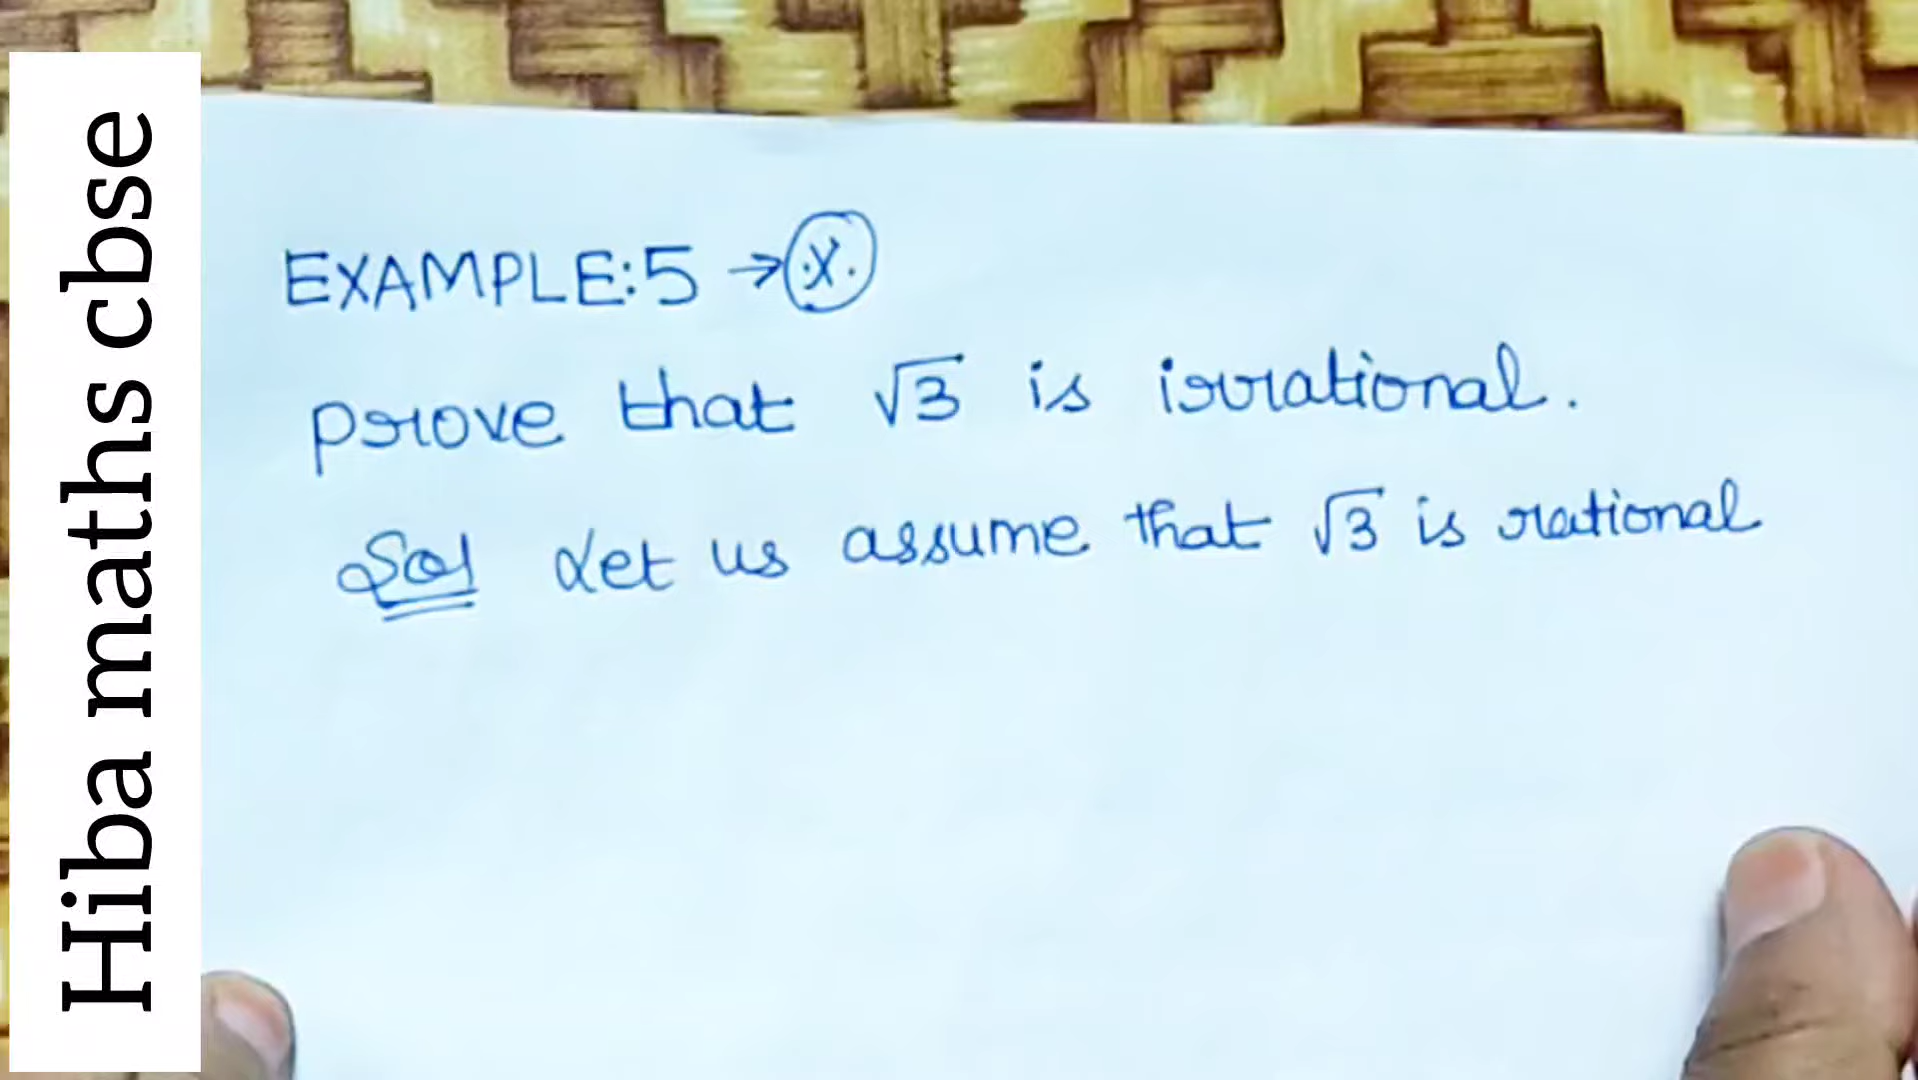 Hiba maths cbse
EXAMPLE:5 → .X.
prove that √3 is irrational.
Sol Let us assume that √3 is rational